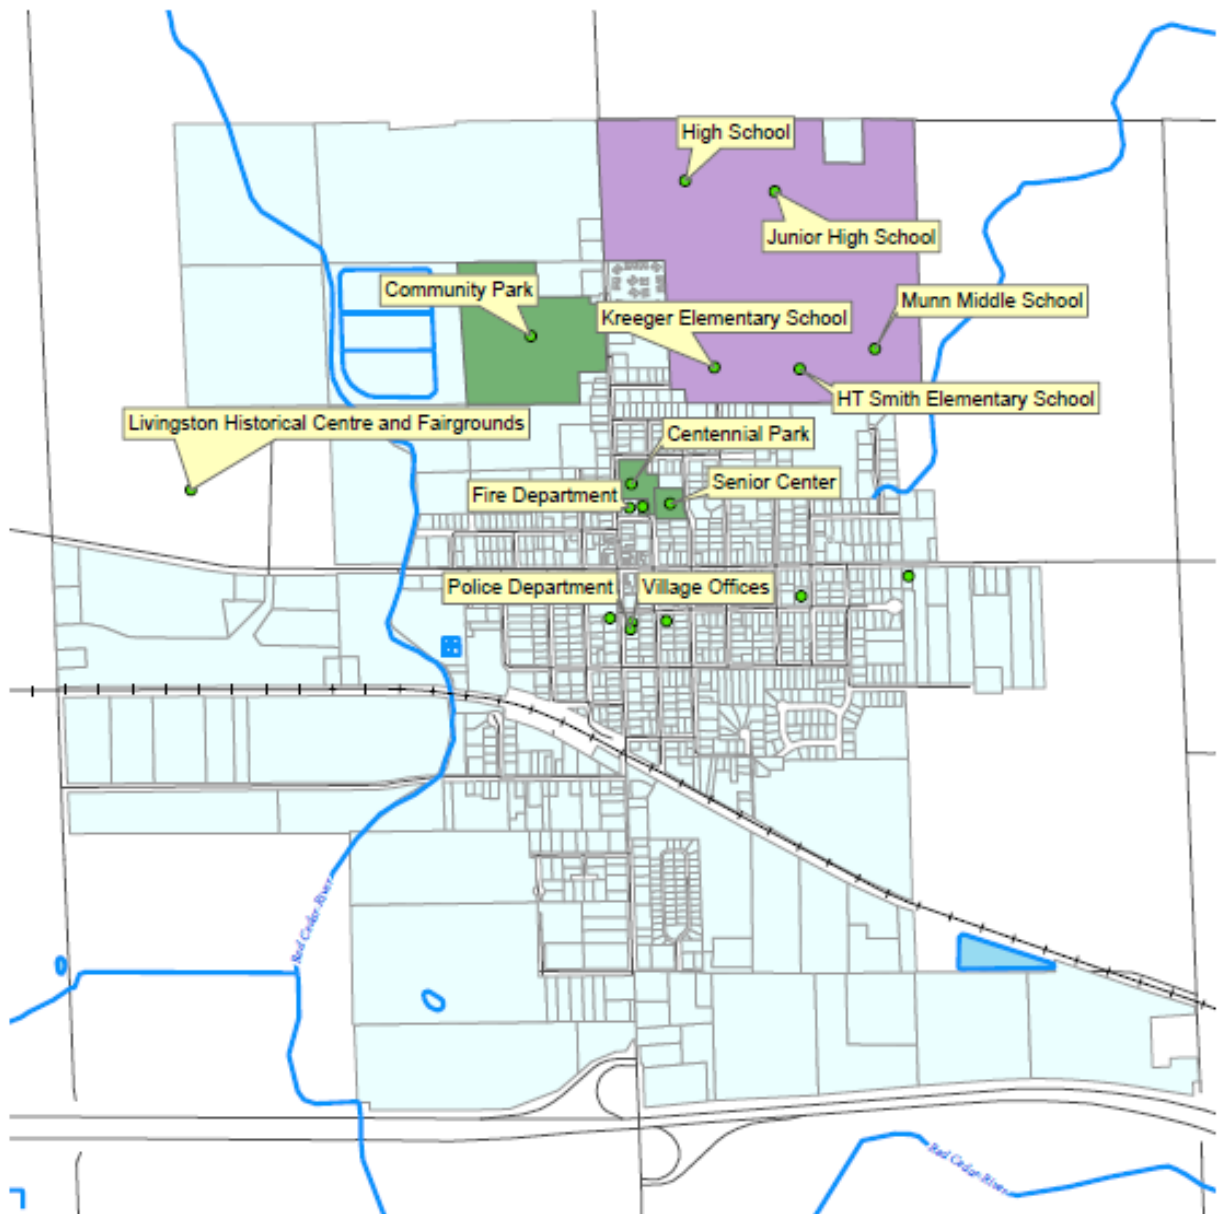 High School
Junior High School
Community Park
Munn Middle School
Kreeger Elementary School
HT Smith Elementary School
Livingston Historical Centre and Fairgrounds
Centennial Park
Senior Center
Fire Department
Police Department
Village Offices
Red Cedar River
Red Cedar River